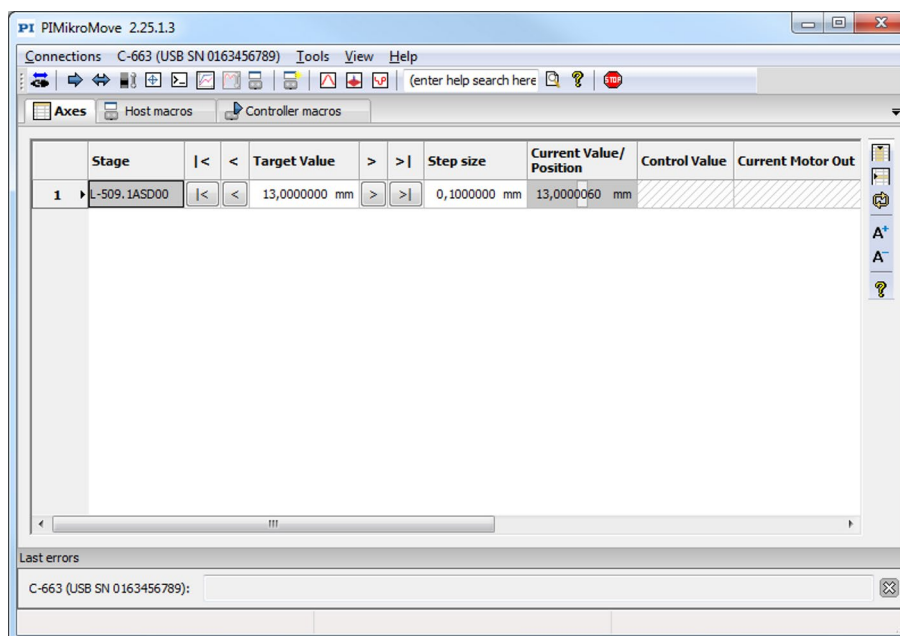 PI PIMikroMove 2.25.1.3
Connections C-663 (USB SN 0163456789) Tools View Help
(enter help search here STOP
Axes Host macros Controller macros
Stage |< < Target Value > >| Step size Current Value/ Position Control Value Current Motor Out
1 L-509.1ASD00 |< < 13,0000000 mm > >| 0,1000000 mm 13,0000060 mm
A+
A-
Last errors
C-663 (USB SN 0163456789):